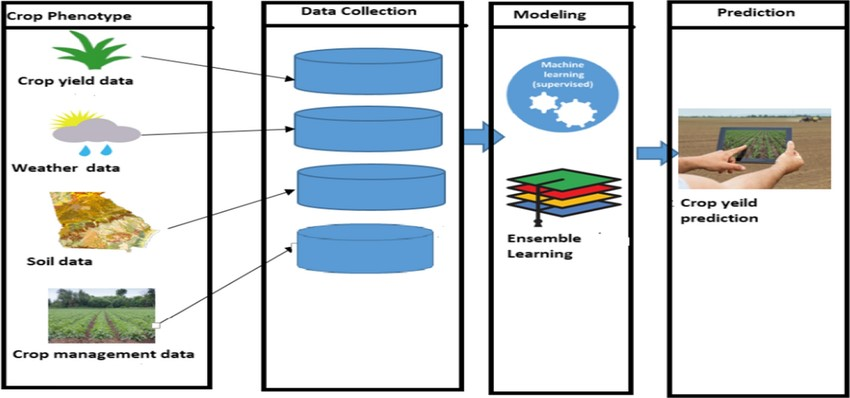 Crop Phenotype
Data Collection
Modeling
Prediction
Crop yield data
Weather data
Soil data
Crop management data
Machine
learning
(supervised)
Ensemble
Learning
Crop yeild
prediction